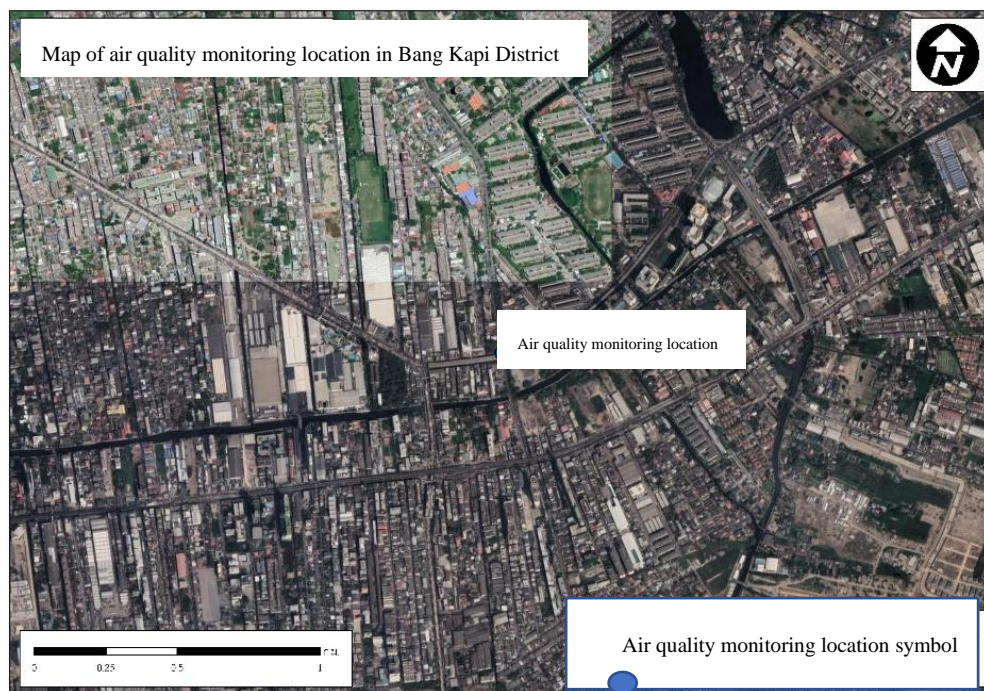 Map of air quality monitoring location in Bang Kapi District
N
Air quality monitoring location
Air quality monitoring location symbol
0 0.25 0.5 1